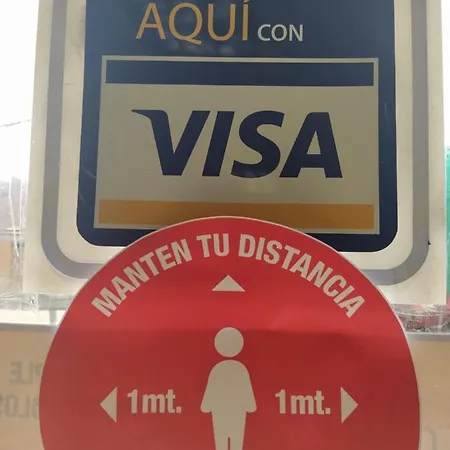 AQUÍ CON
VISA
MANTEN TU DISTANCIA
1mt. 1mt.